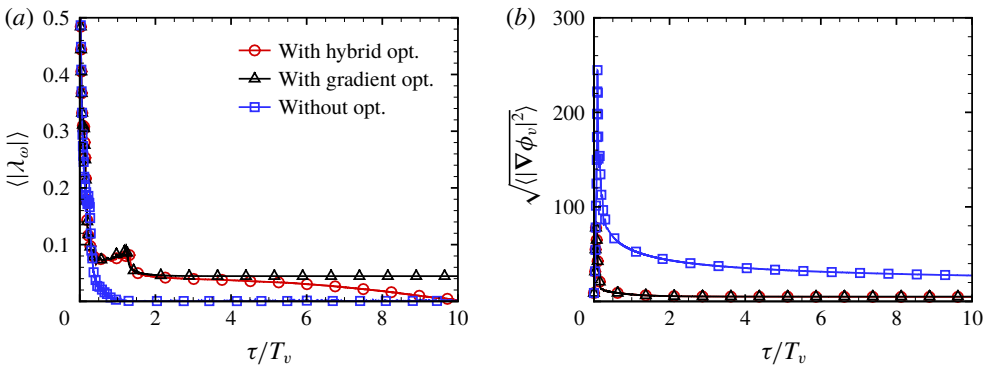 (a)
0.5
0.4
0.3
0.2
0.1
0 2 4 6 8 10
⟨|λω|⟩
τ/Tv
With hybrid opt.
With gradient opt.
Without opt.
(b)
300
200
100
0 2 4 6 8 10
√⟨|∇ϕv|²⟩
τ/Tv